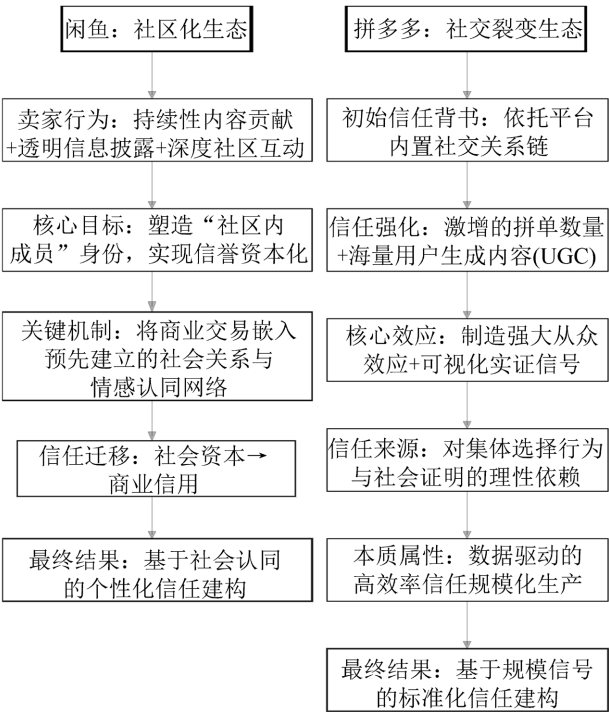 闲鱼：社区化生态
卖家行为：持续性内容贡献
+透明信息披露+深度社区互动
核心目标：塑造“社区内
成员”身份，实现信誉资本化
关键机制：将商业交易嵌入
预先建立的社会关系与
情感认同网络
信任迁移：社会资本→
商业信用
最终结果：基于社会认同
的个性化信任建构
拼多多：社交裂变生态
初始信任背书：依托平台
内置社交关系链
信任强化：激增的拼单数量
+海量用户生成内容(UGC)
核心效应：制造强大从众
效应+可视化实证信号
信任来源：对集体选择行为
与社会证明的理性依赖
本质属性：数据驱动的
高效率信任规模化生产
最终结果：基于规模信号
的标准化信任建构